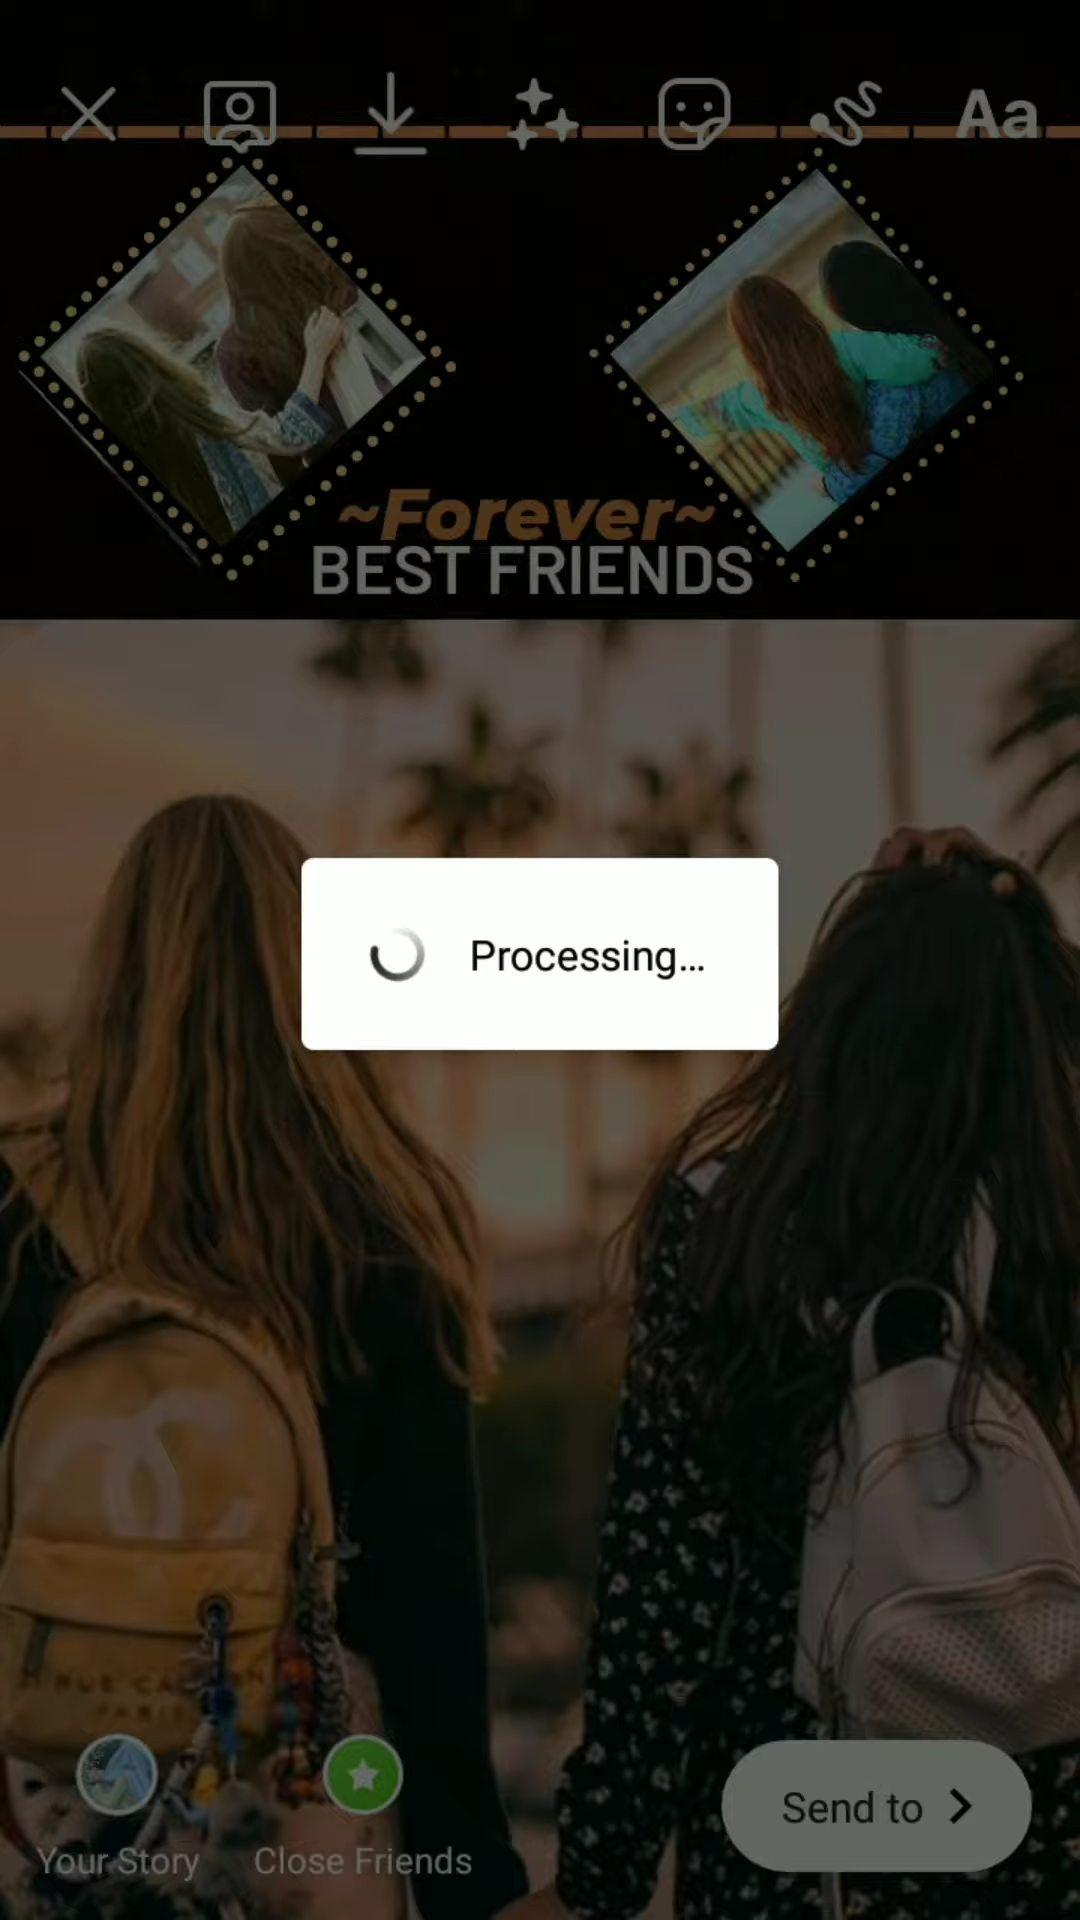 Aa
~Forever~
BEST FRIENDS
Processing...
Your Story
Close Friends
Send to